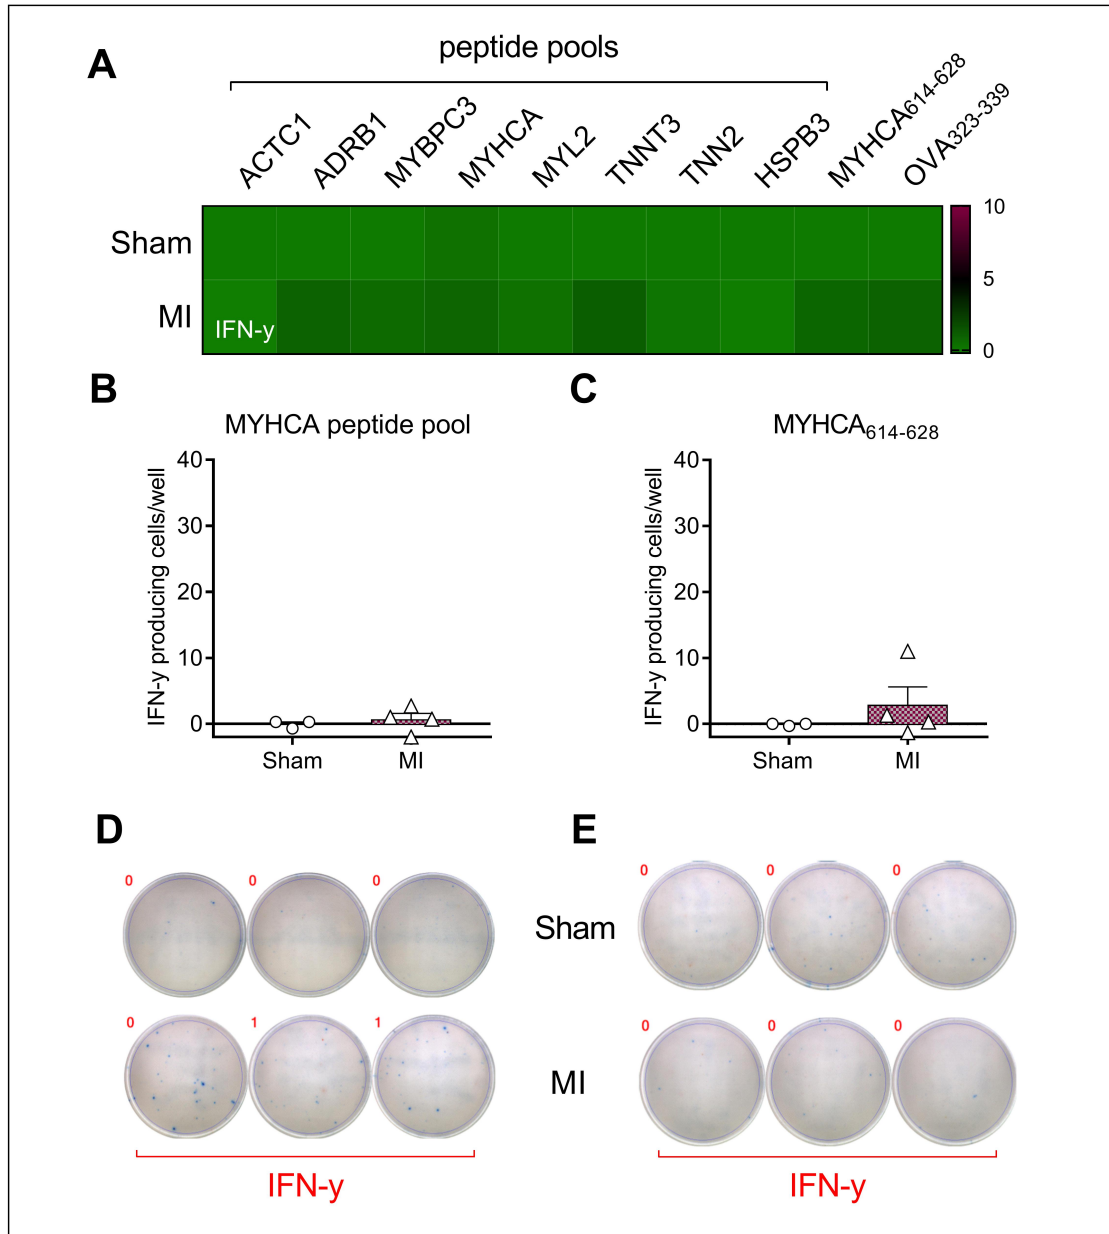 A
peptide pools
ACTC1 ADRB1 MYBPC3 MYHCA MYL2 TNNT3 TNN2 HSPB3 MYHCA614-628 OVA323-339
Sham
MI
IFN-y
10
5
0
B
C
MYHCA peptide pool
MYHCA614-628
IFN-y producing cells/well
40
30
20
10
0
Sham MI
IFN-y producing cells/well
40
30
20
10
0
Sham MI
D
E
0 0 0
0 0 0
Sham
0 1 1
0 0 0
MI
IFN-y
IFN-y